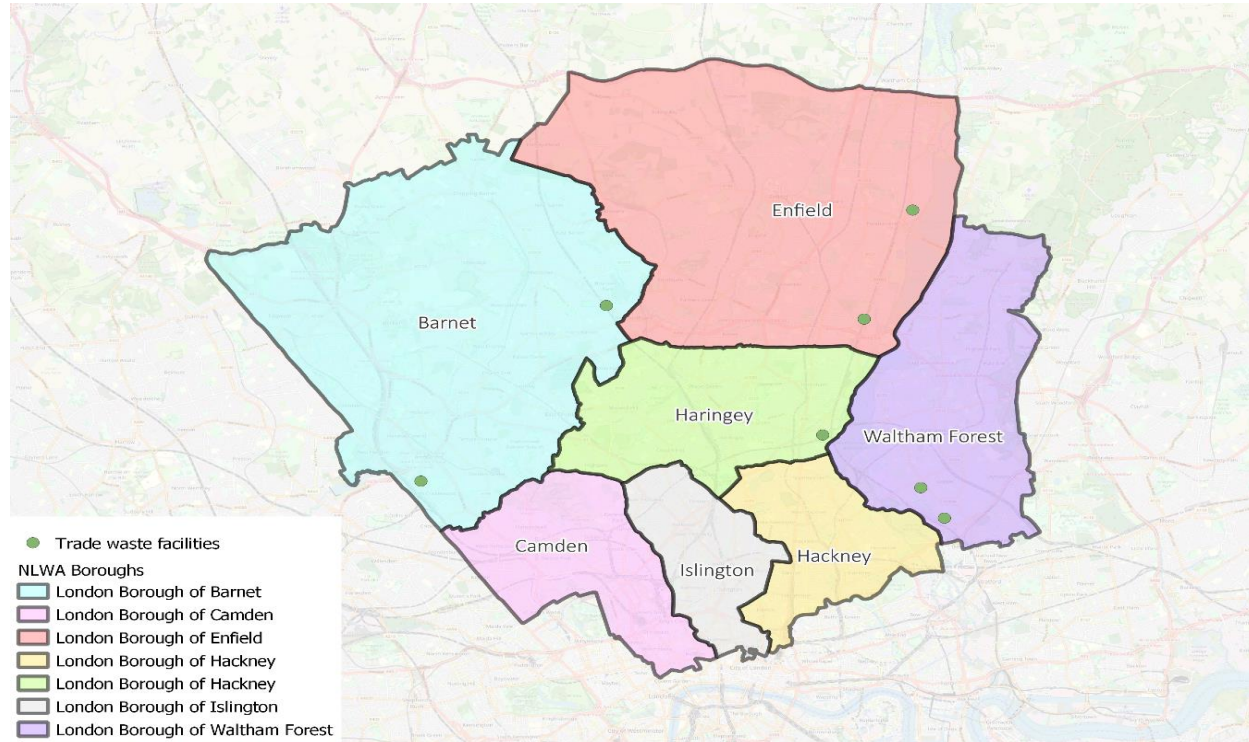 Enfield
Barnet
Haringey
Waltham Forest
Camden
Islington
Hackney
Trade waste facilities
NLWA Boroughs
London Borough of Barnet
London Borough of Camden
London Borough of Enfield
London Borough of Hackney
London Borough of Hackney
London Borough of Islington
London Borough of Waltham Forest